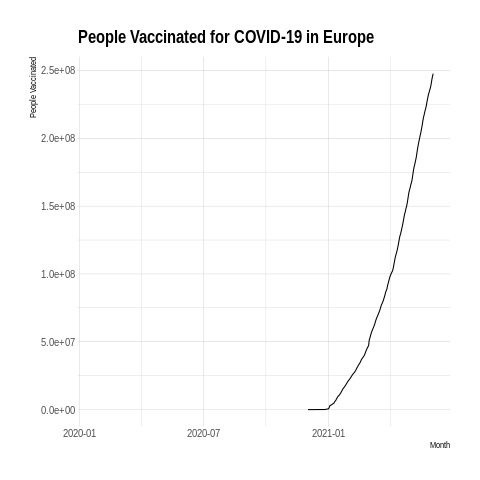 People Vaccinated for COVID-19 in Europe
People Vaccinated
2.5e+08
2.0e+08
1.5e+08
1.0e+08
5.0e+07
0.0e+00
2020-01 2020-07 2021-01
Month